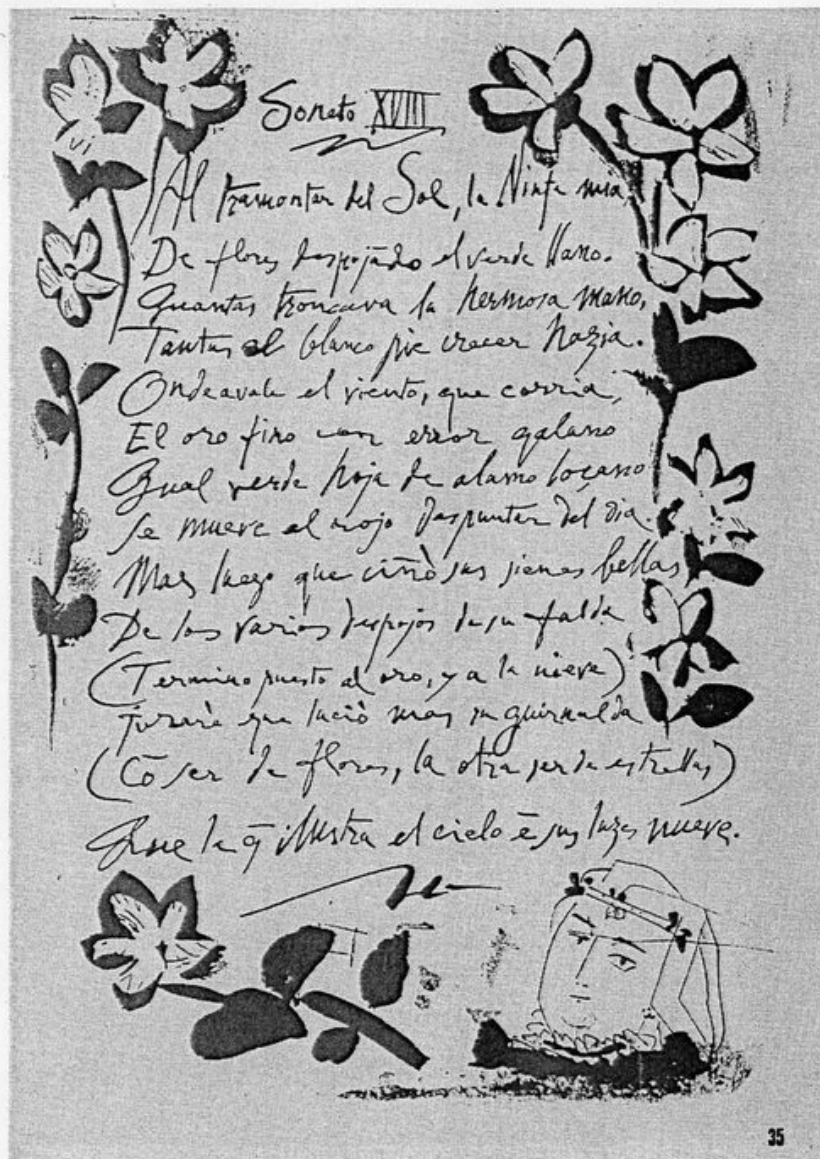 Soneto XVIII
Al tramontar del Sol, la Ninfa mia
De flores despojãdo el verde llano.
Quantas troncava la hermosa mano,
Tantas el blanco pie crecer hazia.
Ondeavale el viento, que corria,
El oro fino con error galano
Qual verde hoja de alamo loçano
Se mueve al rojo despuntar del dia.
Mas luego que ciñò sus sienes bellas
De los varios despojos de su falda
(Termino puesto al oro, y a la nieve)
Jurarè que luciò mas su guirnalda
(Cõ ser de flores, la otra ser de estrellas)
Que la q̃ illustra el cielo ẽ sus luzes nueve.
35